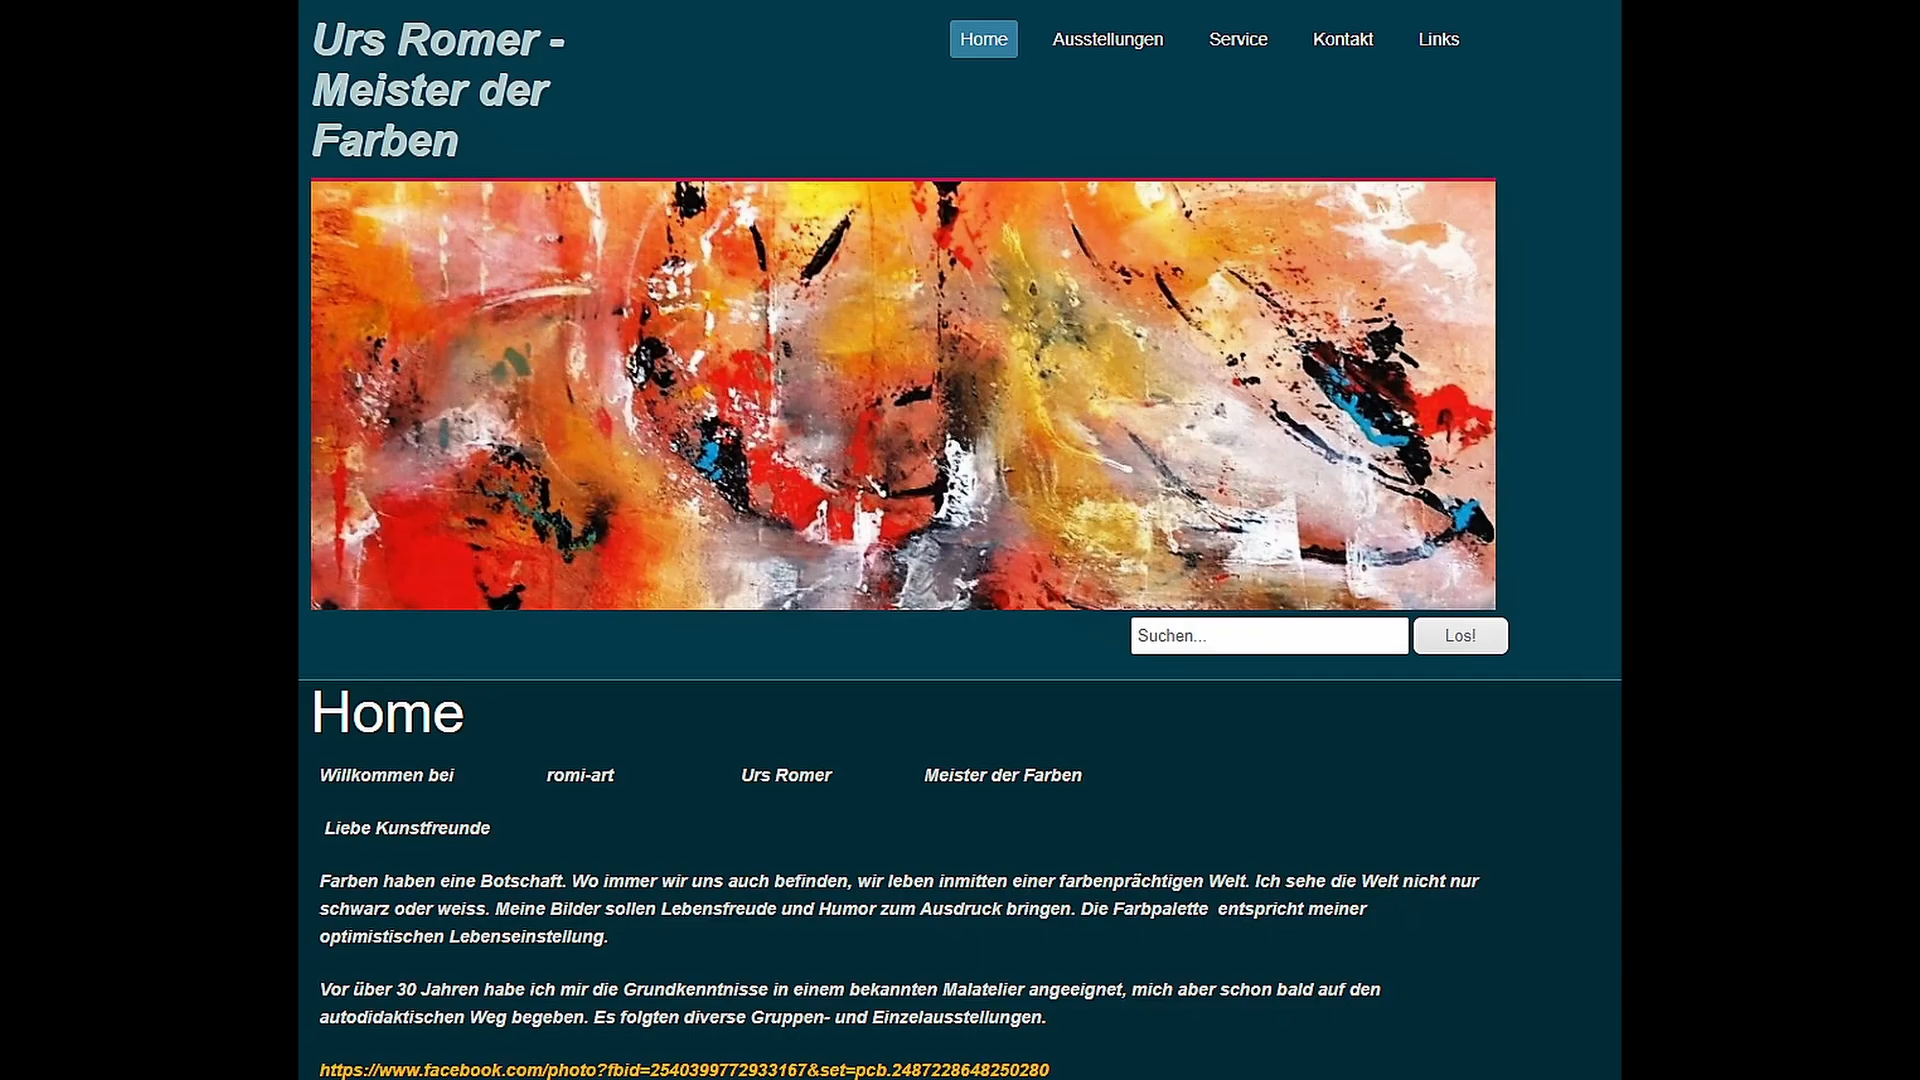 Urs Romer -
Meister der
Farben
Home Ausstellungen Service Kontakt Links
Suchen... Los!
Home
Willkommen bei romi-art Urs Romer Meister der Farben
Liebe Kunstfreunde
Farben haben eine Botschaft. Wo immer wir uns auch befinden, wir leben inmitten einer farbenprächtigen Welt. Ich sehe die Welt nicht nur
schwarz oder weiss. Meine Bilder sollen Lebensfreude und Humor zum Ausdruck bringen. Die Farbpalette entspricht meiner
optimistischen Lebenseinstellung.
Vor über 30 Jahren habe ich mir die Grundkenntnisse in einem bekannten Malatelier angeeignet, mich aber schon bald auf den
autodidaktischen Weg begeben. Es folgten diverse Gruppen- und Einzelausstellungen.
https://www.facebook.com/photo?fbid=2540399772933167&set=pcb.2487228648250280